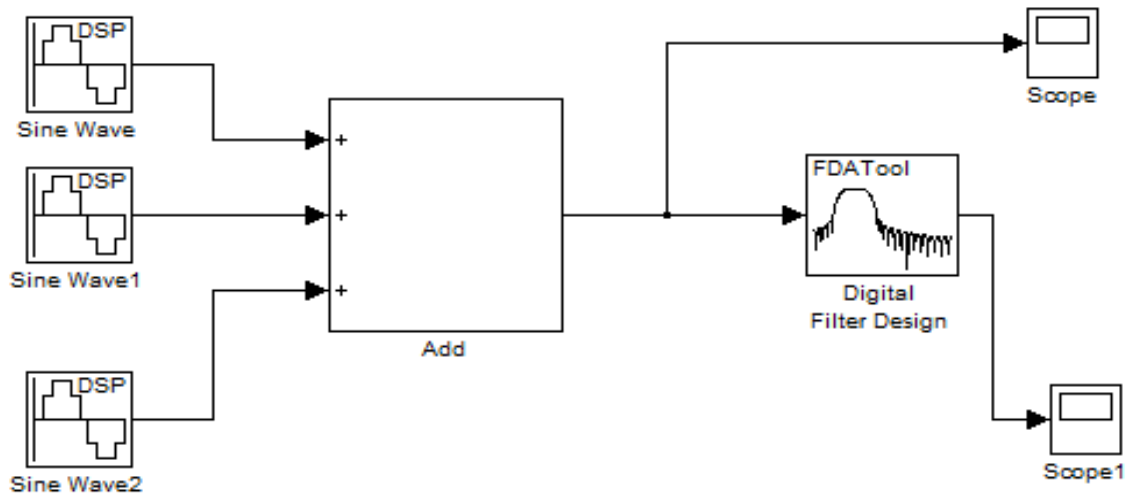 DSP
Sine Wave
DSP
Sine Wave1
DSP
Sine Wave2
+
+
+
Add
Scope
FDATool
Digital
Filter Design
Scope1